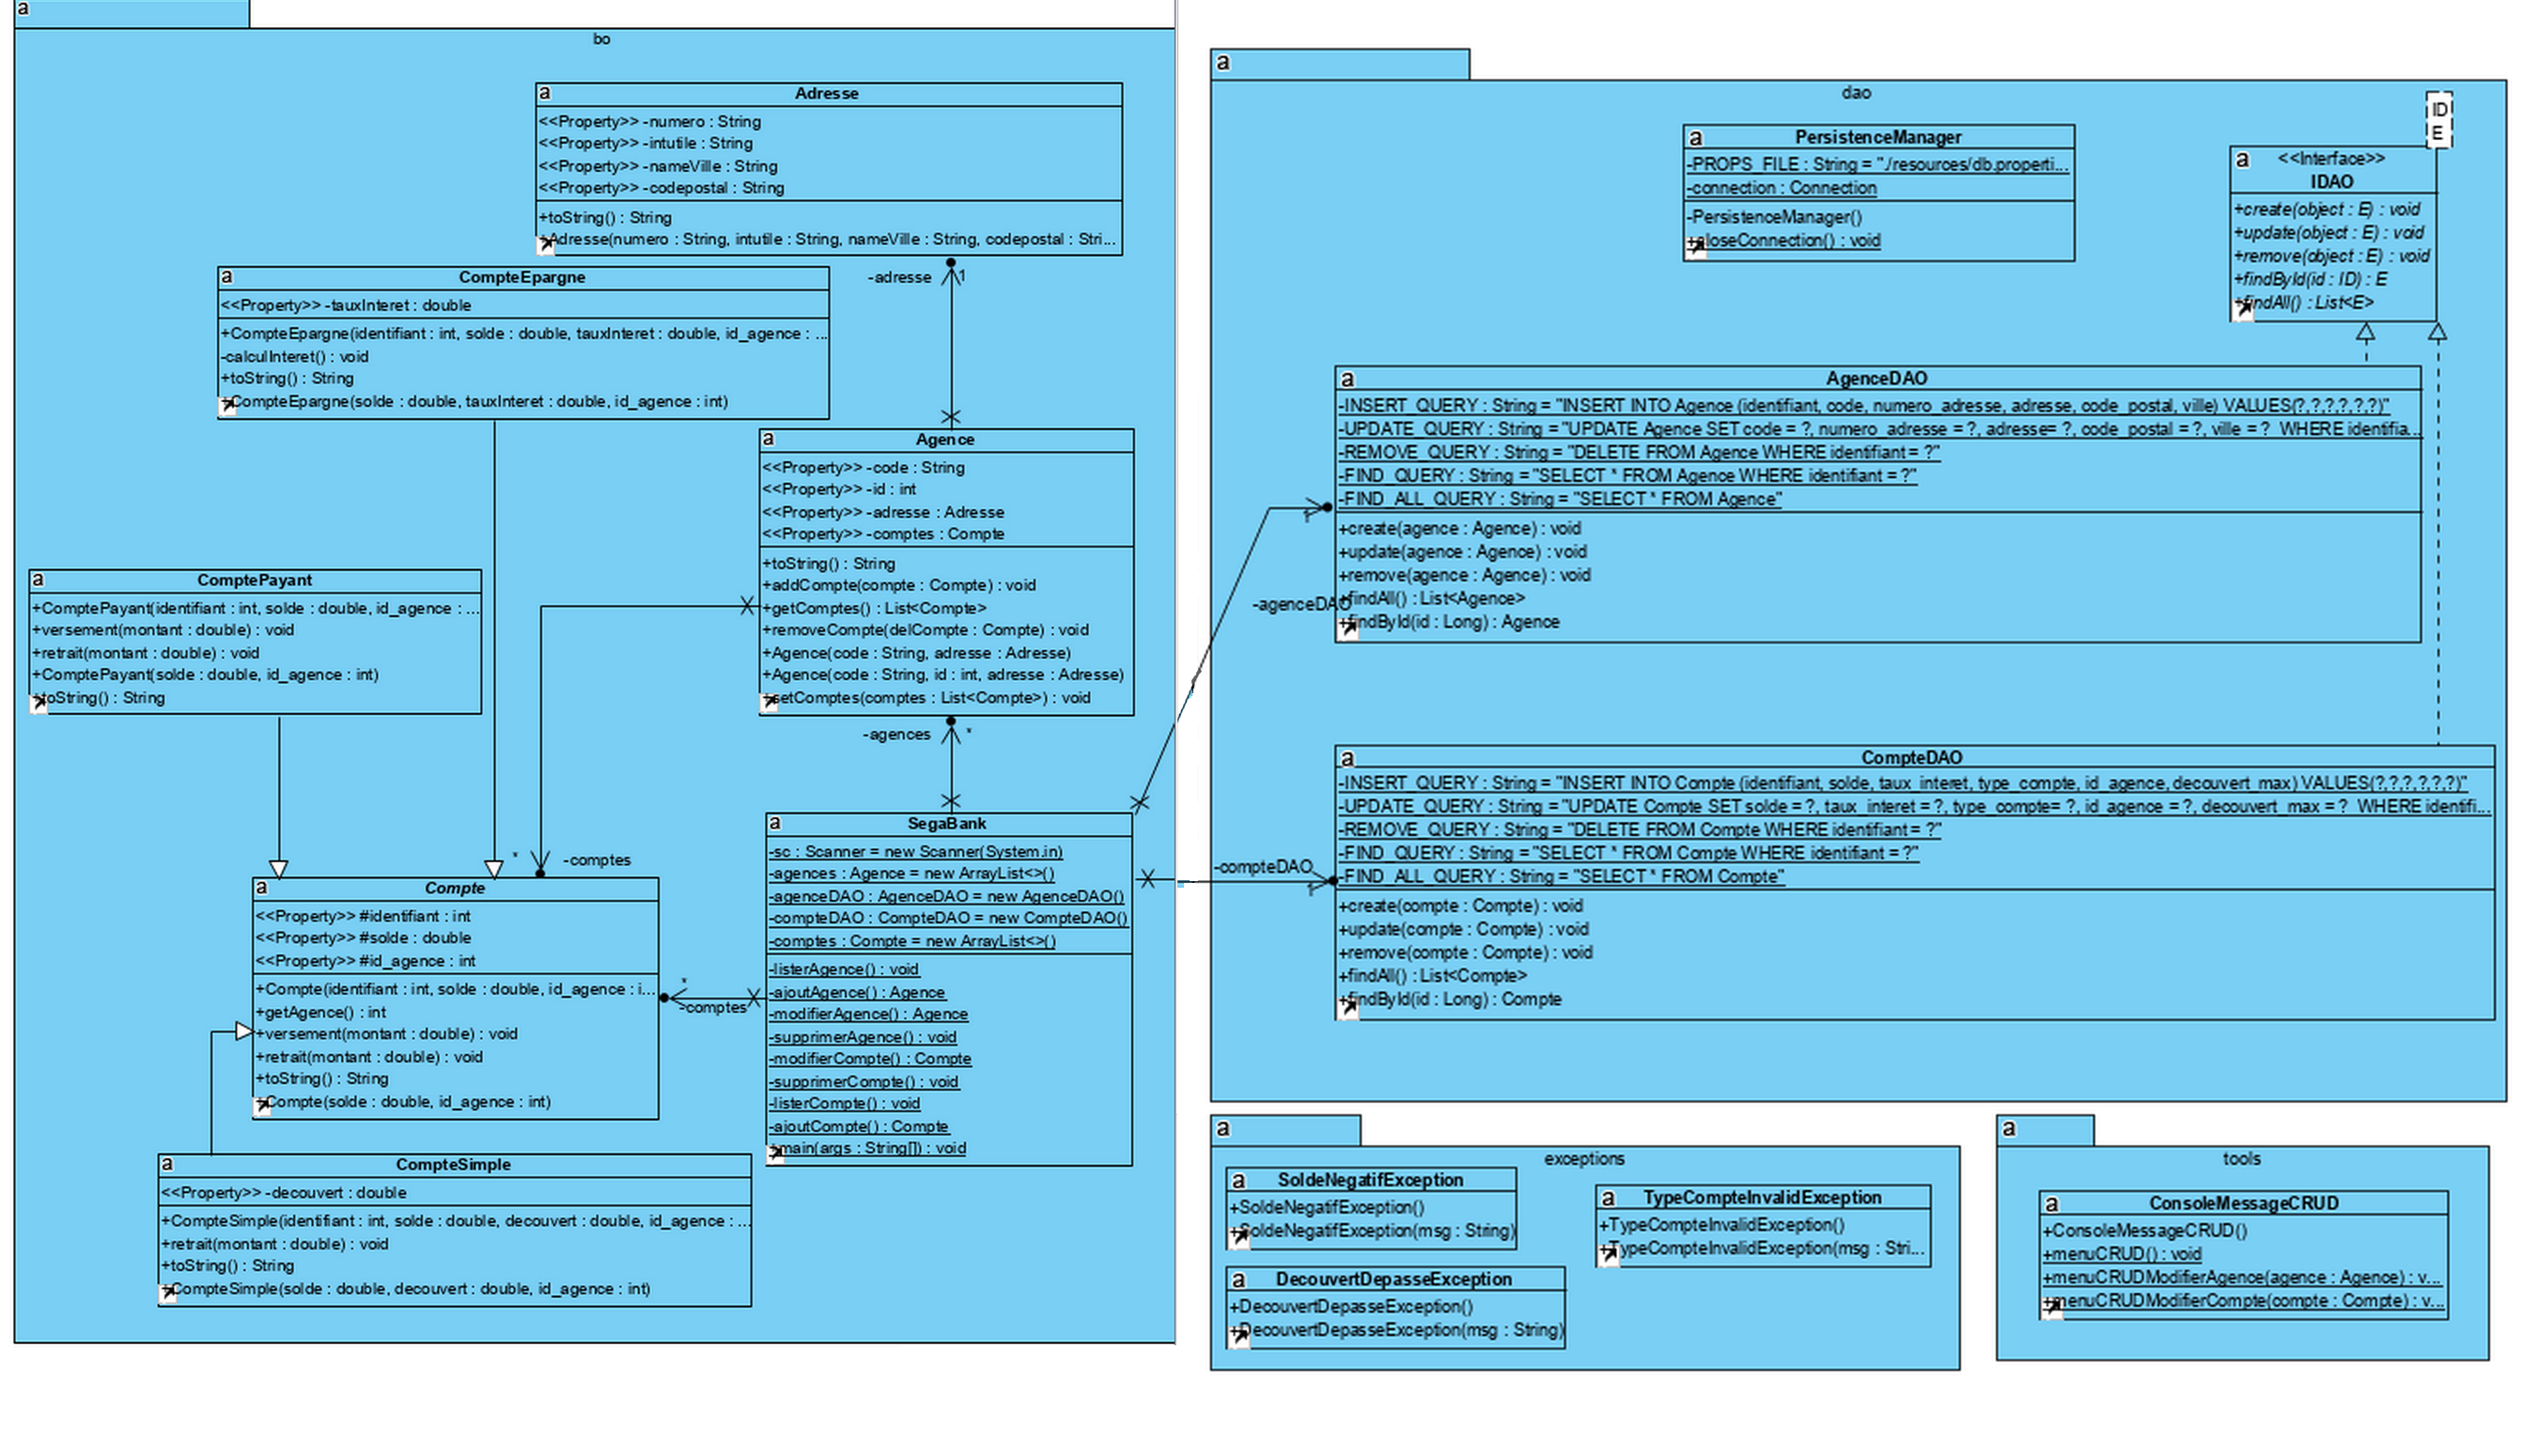 a
bo
a
Adresse
<<Property>> -numero : String
<<Property>> -intutile : String
<<Property>> -nameVille : String
<<Property>> -codepostal : String
+toString() : String
+Adresse(numero : String, intutile : String, nameVille : String, codepostal : Stri...
-adresse
1
a
CompteEpargne
<<Property>> -tauxInteret : double
+CompteEpargne(identifiant : int, solde : double, tauxInteret : double, id_agence : ...
-calculInteret() : void
+toString() : String
+CompteEpargne(solde : double, tauxInteret : double, id_agence : int)
a
Agence
<<Property>> -code : String
<<Property>> -id : int
<<Property>> -adresse : Adresse
<<Property>> -comptes : Compte
+toString() : String
+addCompte(compte : Compte) : void
+getComptes() : List<Compte>
+removeCompte(delCompte : Compte) : void
+Agence(code : String, adresse : Adresse)
+Agence(code : String, id : int, adresse : Adresse)
+setComptes(comptes : List<Compte>) : void
-agences
*
a
ComptePayant
+ComptePayant(identifiant : int, solde : double, id_agence : ...
+versement(montant : double) : void
+retrait(montant : double) : void
+ComptePayant(solde : double, id_agence : int)
+toString() : String
*
-comptes
a
Compte
<<Property>> #identifiant : int
<<Property>> #solde : double
<<Property>> #id_agence : int
+Compte(identifiant : int, solde : double, id_agence : i...
+getAgence() : int
+versement(montant : double) : void
+retrait(montant : double) : void
+toString() : String
+Compte(solde : double, id_agence : int)
*
-comptes
a
SegaBank
-sc : Scanner = new Scanner(System.in)
-agences : Agence = new ArrayList<>()
-agenceDAO : AgenceDAO = new AgenceDAO()
-compteDAO : CompteDAO = new CompteDAO()
-comptes : Compte = new ArrayList<>()
-listerAgence() : void
-ajoutAgence() : Agence
-modifierAgence() : Agence
-supprimerAgence() : void
-modifierCompte() : Compte
-supprimerCompte() : void
-listerCompte() : void
-ajoutCompte() : Compte
+main(args : String[]) : void
a
CompteSimple
<<Property>> -decouvert : double
+CompteSimple(identifiant : int, solde : double, decouvert : double, id_agence : ...
+retrait(montant : double) : void
+toString() : String
+CompteSimple(solde : double, decouvert : double, id_agence : int)
a
dao
a
PersistenceManager
-PROPS_FILE : String = "./resources/db.properti...
-connection : Connection
-PersistenceManager()
+closeConnection() : void
ID
E
a
<<Interface>>
IDAO
+create(object : E) : void
+update(object : E) : void
+remove(object : E) : void
+findById(id : ID) : E
+findAll() : List<E>
a
AgenceDAO
-INSERT_QUERY : String = "INSERT INTO Agence (identifiant, code, numero_adresse, adresse, code_postal, ville) VALUES(?,?,?,?,?,?)"
-UPDATE_QUERY : String = "UPDATE Agence SET code = ?, numero_adresse = ?, adresse= ?, code_postal = ?, ville = ?  WHERE identifia...
-REMOVE_QUERY : String = "DELETE FROM Agence WHERE identifiant = ?"
-FIND_QUERY : String = "SELECT * FROM Agence WHERE identifiant = ?"
-FIND_ALL_QUERY : String = "SELECT * FROM Agence"
+create(agence : Agence) : void
+update(agence : Agence) : void
+remove(agence : Agence) : void
+findAll() : List<Agence>
+findById(id : Long) : Agence
1
-agenceDAO
a
CompteDAO
-INSERT_QUERY : String = "INSERT INTO Compte (identifiant, solde, taux_interet, type_compte, id_agence, decouvert_max) VALUES(?,?,?,?,?,?)"
-UPDATE_QUERY : String = "UPDATE Compte SET solde = ?, taux_interet = ?, type_compte= ?, id_agence = ?, decouvert_max = ?  WHERE identifi...
-REMOVE_QUERY : String = "DELETE FROM Compte WHERE identifiant = ?"
-FIND_QUERY : String = "SELECT * FROM Compte WHERE identifiant = ?"
-FIND_ALL_QUERY : String = "SELECT * FROM Compte"
+create(compte : Compte) : void
+update(compte : Compte) : void
+remove(compte : Compte) : void
+findAll() : List<Compte>
+findById(id : Long) : Compte
-compteDAO
1
a
exceptions
a
SoldeNegatifException
+SoldeNegatifException()
+SoldeNegatifException(msg : String)
a
TypeCompteInvalidException
+TypeCompteInvalidException()
+TypeCompteInvalidException(msg : Stri...
a
DecouvertDepasseException
+DecouvertDepasseException()
+DecouvertDepasseException(msg : String)
a
tools
a
ConsoleMessageCRUD
+ConsoleMessageCRUD()
+menuCRUD() : void
+menuCRUDModifierAgence(agence : Agence) : v...
+menuCRUDModifierCompte(compte : Compte) : v...